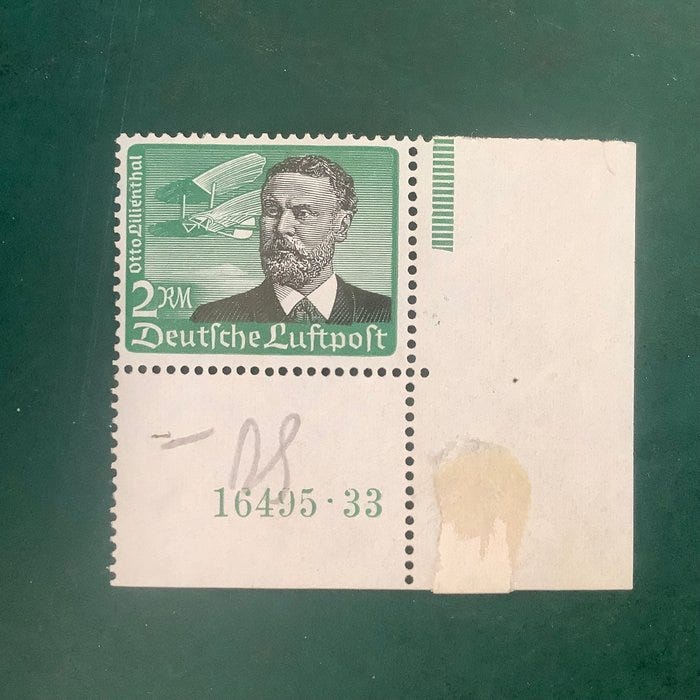 Otto Lilienthal
2 RM
Deutſche Luftpoſt
16495·33